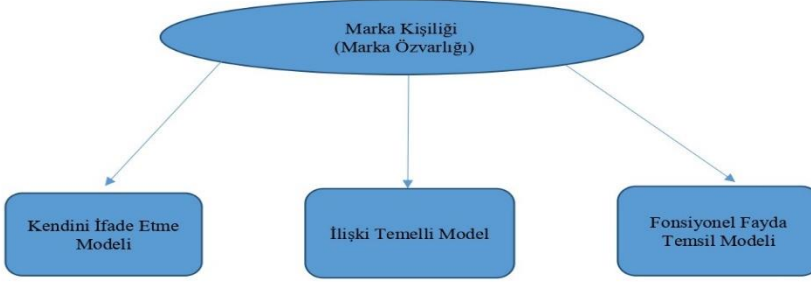 Marka Kişiliği
(Marka Özvarlığı)
Kendini İfade Etme
Modeli
İlişki Temelli Model
Fonsiyonel Fayda
Temsil Modeli